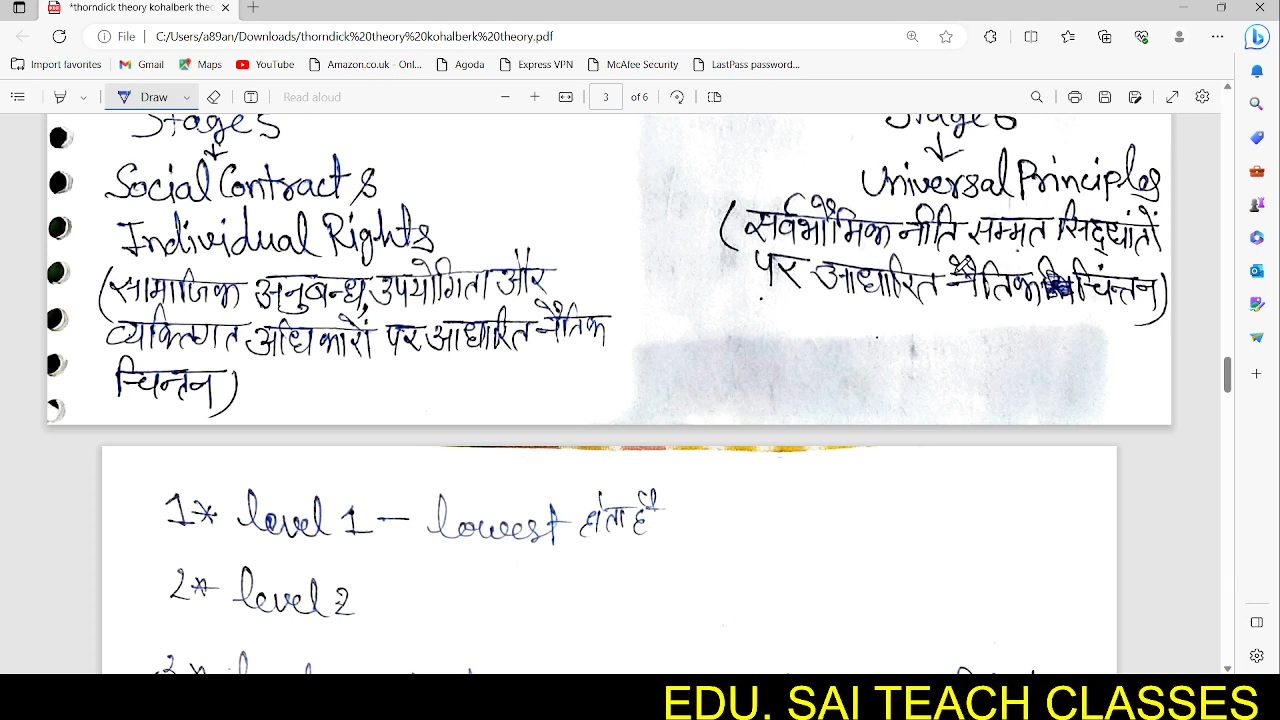 *thorndick theory kohalberk theo
File C:/Users/a89an/Downloads/thorndick%20theory%20kohalberk%20theory.pdf
Import favorites Gmail Maps YouTube Amazon.co.uk - Onl... Agoda Express VPN McAfee Security LastPass password...
Draw Read aloud 3 of 6
Stage 5
Social Contract &
Individual Rights
(सामाजिक अनुबन्ध, उपयोगिता और
व्यक्तिगत अधिकारों पर आधारित नैतिक
चिन्तन)
Stage 6
Universal Principles
(सर्वभौमिक नीति सम्मत सिद्धांतों
पर आधारित नैतिक चिंतन)
1* level 1 — lowest होता है
2* level 2
EDU. SAI TEACH CLASSES